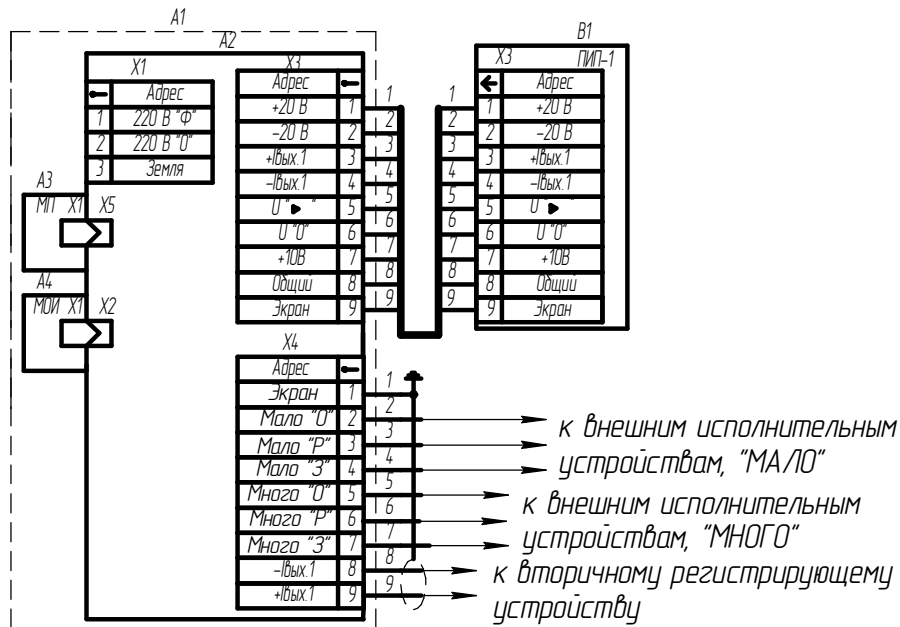 A1
A2
X1
Адрес
1 220 В "Ф"
2 220 В "0"
3 Земля
A3
МП X1 X5
A4
МОИ X1 X2
X3
Адрес
+20 В 1
-20 В 2
+Iвых.1 3
-Iвых.1 4
U "▶" 5
U "0" 6
+10В 7
Общий 8
Экран 9
1
2
3
4
5
6
7
8
9
1
2
3
4
5
6
7
8
9
B1
X3 ПИП-1
Адрес
1 +20 В
2 -20 В
3 +Iвых.1
4 -Iвых.1
5 U "▶"
6 U "0"
7 +10В
8 Общий
9 Экран
X4
Адрес
Экран 1
Мало "О" 2
Мало "Р" 3
Мало "З" 4
Много "О" 5
Много "Р" 6
Много "З" 7
-Iвых.1 8
+Iвых.1 9
1
2
3
4
5
6
7
8
9
к внешним исполнительным
устройствам, "МАЛО"
к внешним исполнительным
устройствам, "МНОГО"
к вторичному регистрирующему
устройству